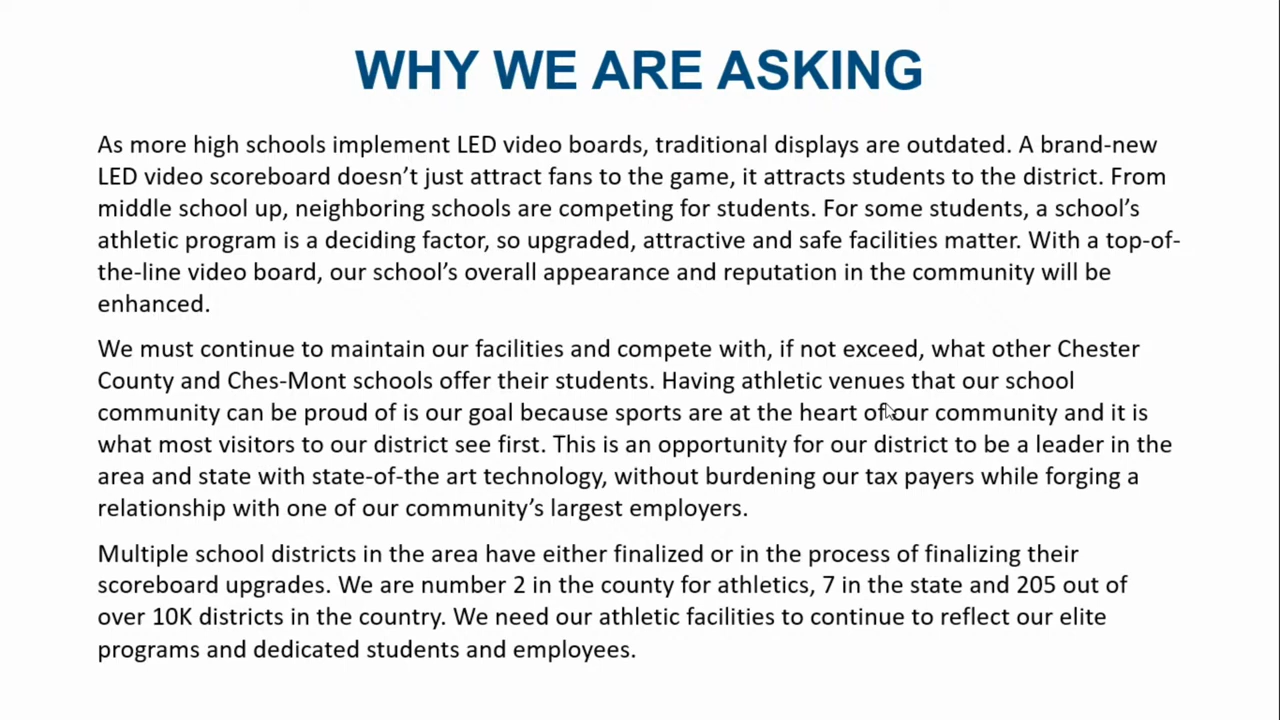 WHY WE ARE ASKING
As more high schools implement LED video boards, traditional displays are outdated. A brand-new
LED video scoreboard doesn’t just attract fans to the game, it attracts students to the district. From
middle school up, neighboring schools are competing for students. For some students, a school’s
athletic program is a deciding factor, so upgraded, attractive and safe facilities matter. With a top-of-
the-line video board, our school’s overall appearance and reputation in the community will be
enhanced.
We must continue to maintain our facilities and compete with, if not exceed, what other Chester
County and Ches-Mont schools offer their students. Having athletic venues that our school
community can be proud of is our goal because sports are at the heart of our community and it is
what most visitors to our district see first. This is an opportunity for our district to be a leader in the
area and state with state-of-the art technology, without burdening our tax payers while forging a
relationship with one of our community’s largest employers.
Multiple school districts in the area have either finalized or in the process of finalizing their
scoreboard upgrades. We are number 2 in the county for athletics, 7 in the state and 205 out of
over 10K districts in the country. We need our athletic facilities to continue to reflect our elite
programs and dedicated students and employees.